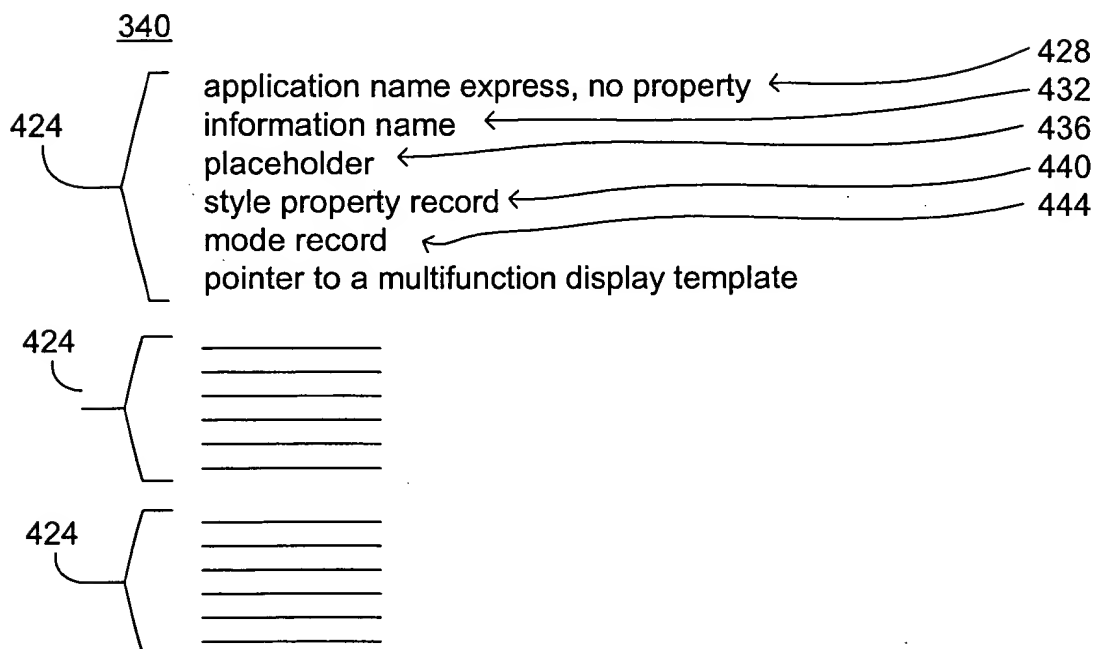 340
428
application name express, no property
432
424
information name
436
placeholder
440
style property record
444
mode record
pointer to a multifunction display template
424
424